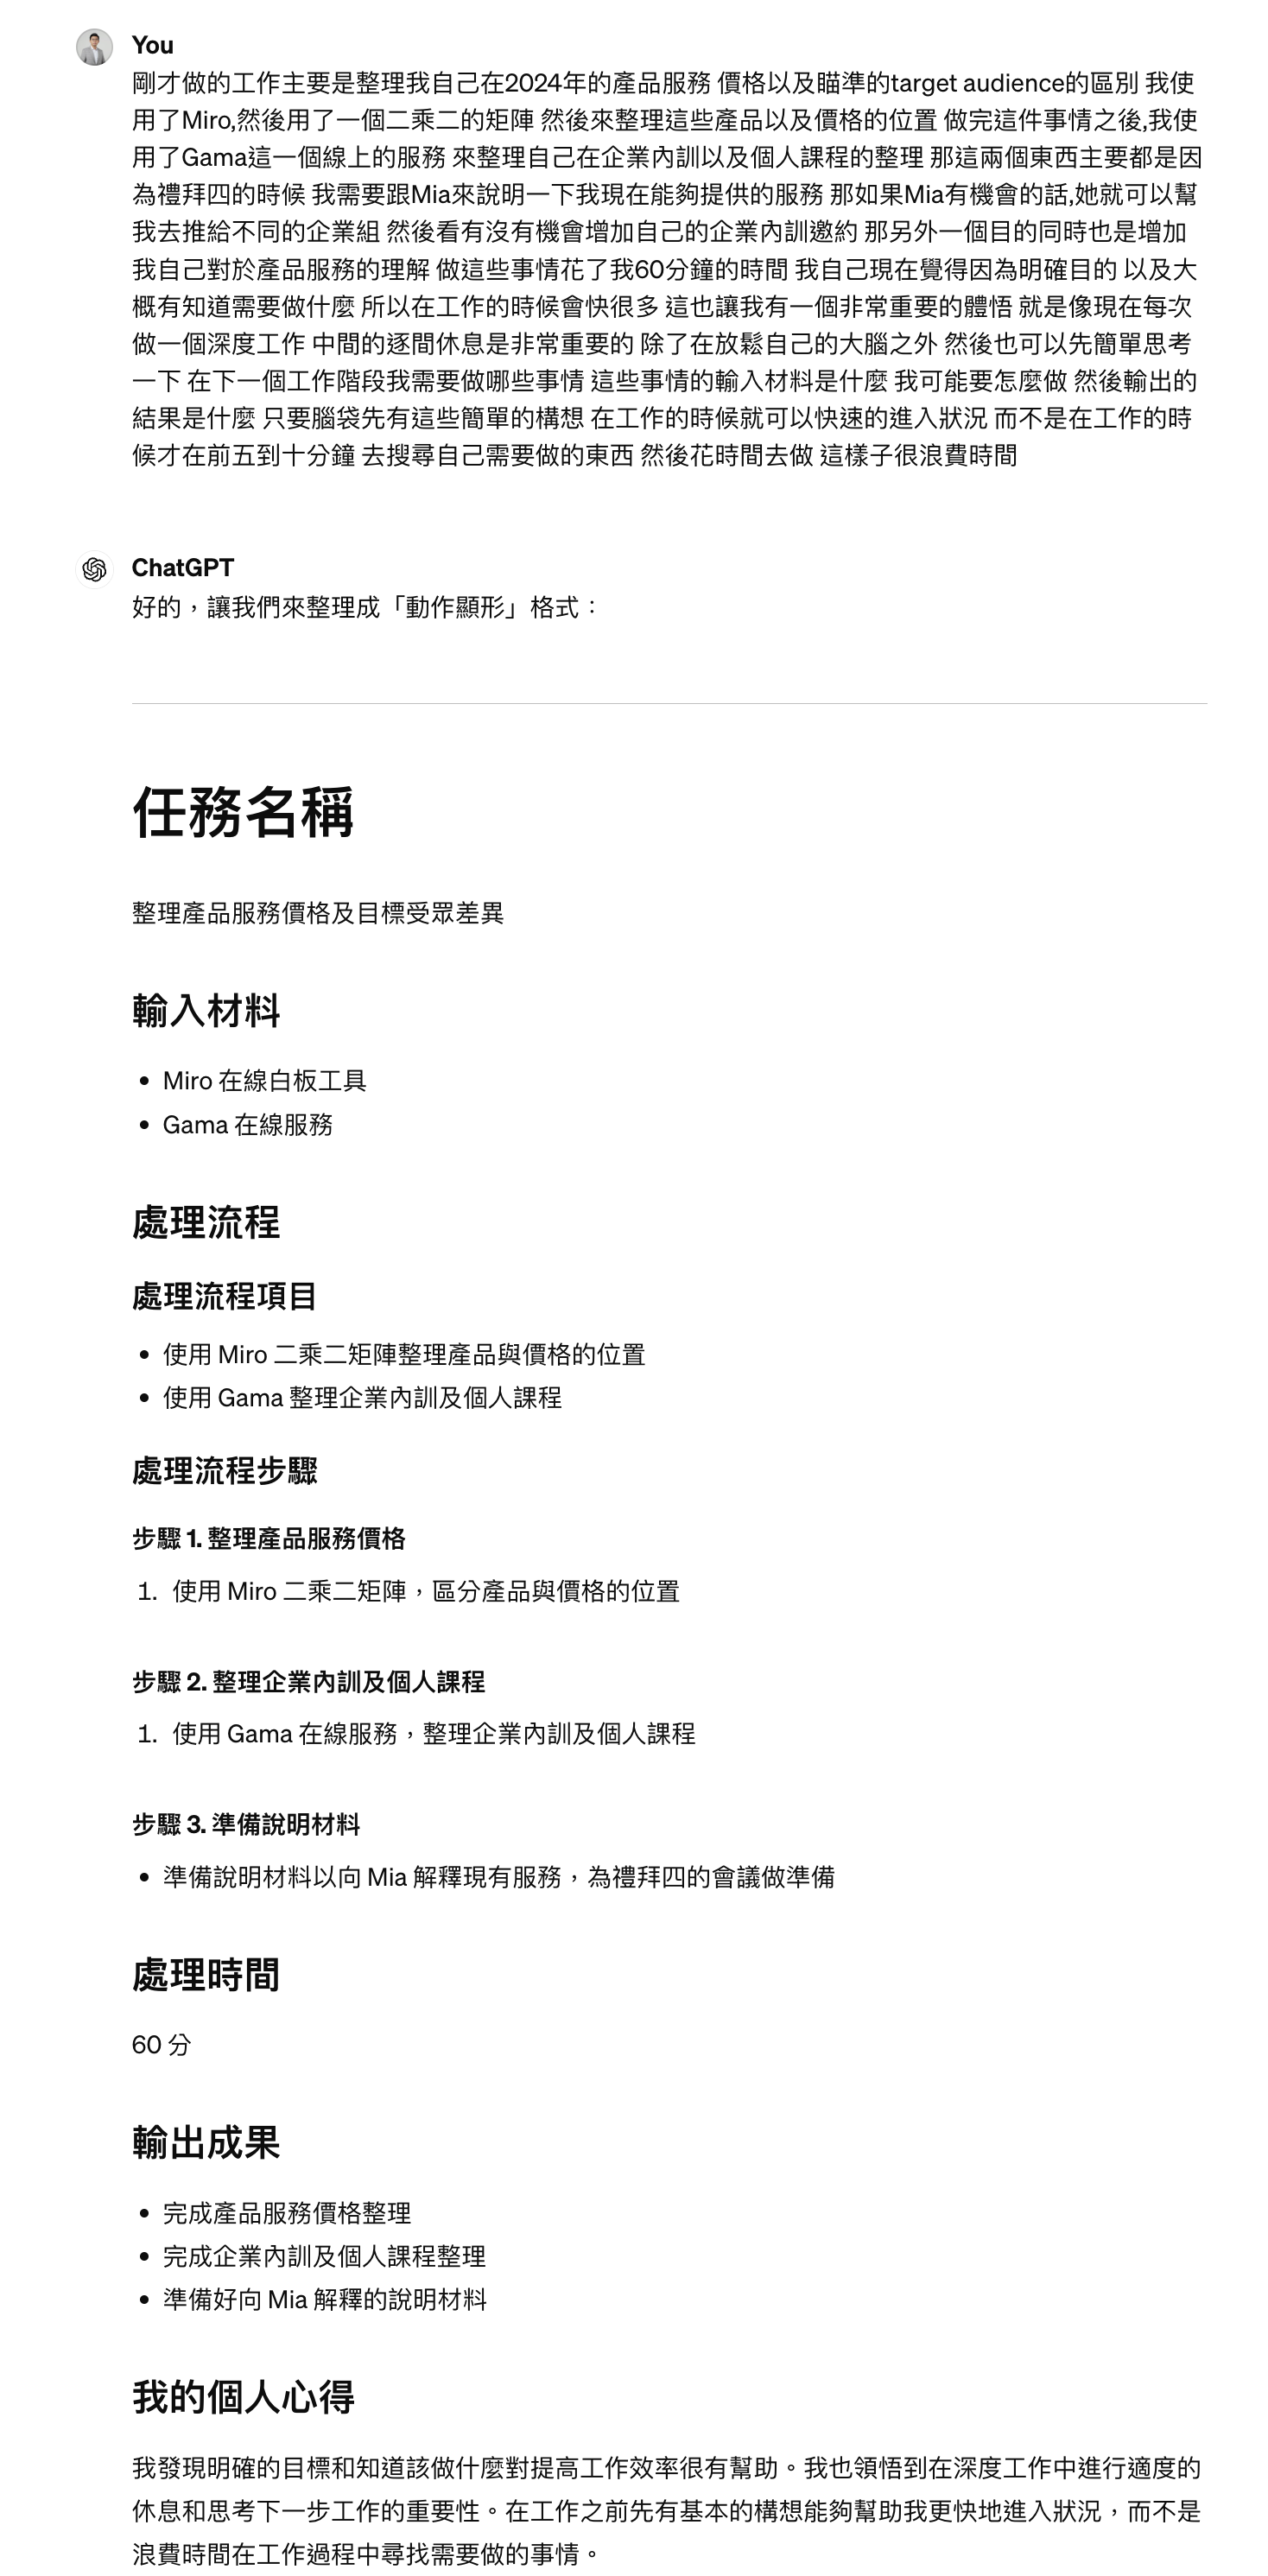 You
剛才做的工作主要是整理我自己在2024年的產品服務 價格以及瞄準的target audience的區別 我使
用了Miro,然後用了一個二乘二的矩陣 然後來整理這些產品以及價格的位置 做完這件事情之後,我使
用了Gama這一個線上的服務 來整理自己在企業內訓以及個人課程的整理 那這兩個東西主要都是因
為禮拜四的時候 我需要跟Mia來說明一下我現在能夠提供的服務 那如果Mia有機會的話,她就可以幫
我去推給不同的企業組 然後看有沒有機會增加自己的企業內訓邀約 那另外一個目的同時也是增加
我自己對於產品服務的理解 做這些事情花了我60分鐘的時間 我自己現在覺得因為明確目的 以及大
概有知道需要做什麼 所以在工作的時候會快很多 這也讓我有一個非常重要的體悟 就是像現在每次
做一個深度工作 中間的逐間休息是非常重要的 除了在放鬆自己的大腦之外 然後也可以先簡單思考
一下 在下一個工作階段我需要做哪些事情 這些事情的輸入材料是什麼 我可能要怎麼做 然後輸出的
結果是什麼 只要腦袋先有這些簡單的構想 在工作的時候就可以快速的進入狀況 而不是在工作的時
候才在前五到十分鐘 去搜尋自己需要做的東西 然後花時間去做 這樣子很浪費時間
ChatGPT
好的，讓我們來整理成「動作顯形」格式：
任務名稱
整理產品服務價格及目標受眾差異
輸入材料
• Miro 在線白板工具
• Gama 在線服務
處理流程
處理流程項目
• 使用 Miro 二乘二矩陣整理產品與價格的位置
• 使用 Gama 整理企業內訓及個人課程
處理流程步驟
步驟 1. 整理產品服務價格
1. 使用 Miro 二乘二矩陣，區分產品與價格的位置
步驟 2. 整理企業內訓及個人課程
1. 使用 Gama 在線服務，整理企業內訓及個人課程
步驟 3. 準備說明材料
• 準備說明材料以向 Mia 解釋現有服務，為禮拜四的會議做準備
處理時間
60 分
輸出成果
• 完成產品服務價格整理
• 完成企業內訓及個人課程整理
• 準備好向 Mia 解釋的說明材料
我的個人心得
我發現明確的目標和知道該做什麼對提高工作效率很有幫助。我也領悟到在深度工作中進行適度的
休息和思考下一步工作的重要性。在工作之前先有基本的構想能夠幫助我更快地進入狀況，而不是
浪費時間在工作過程中尋找需要做的事情。